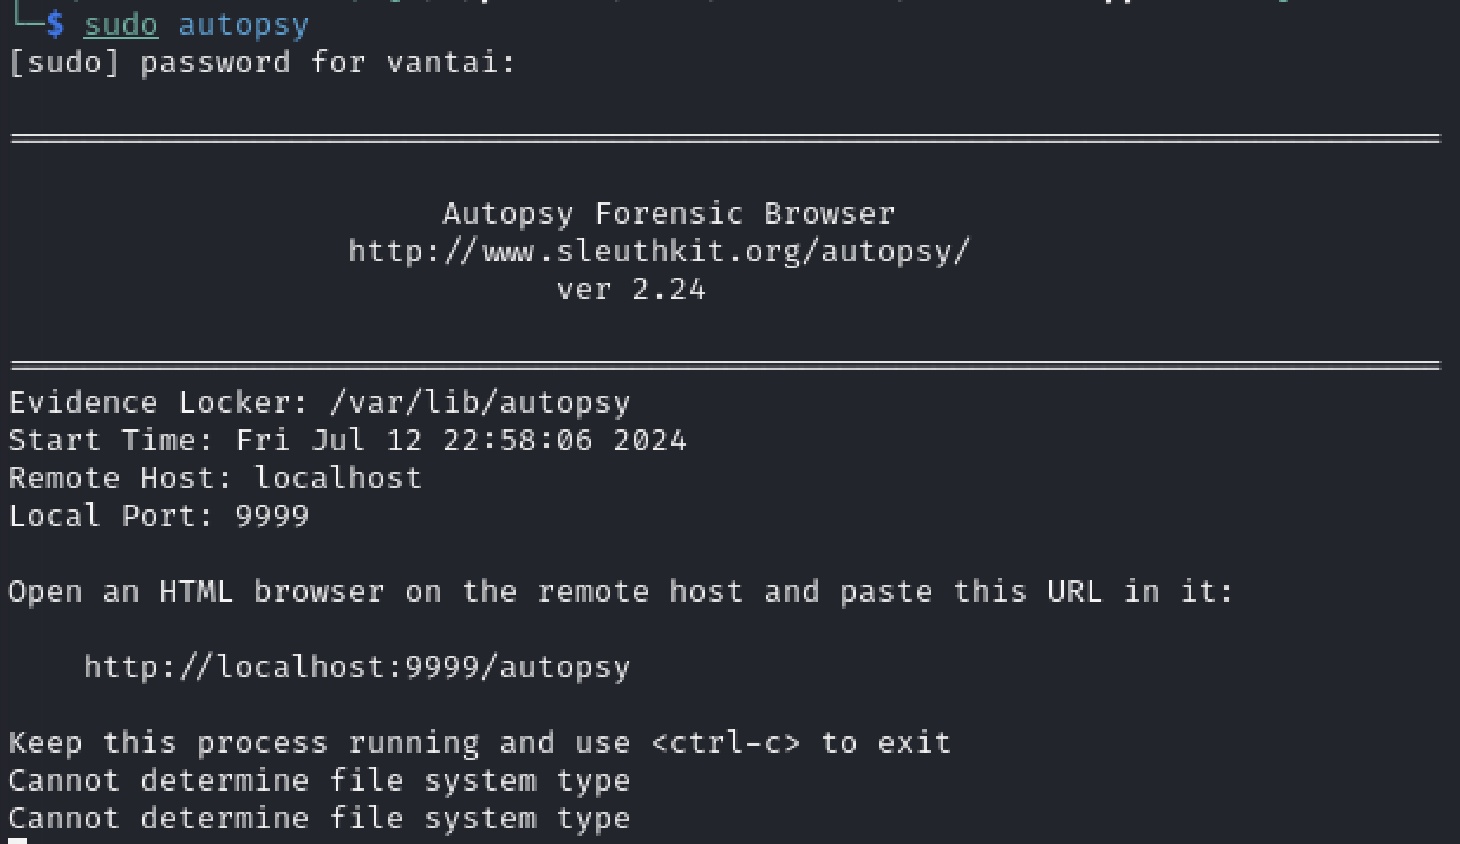 └─$ sudo autopsy
[sudo] password for vantai:
Autopsy Forensic Browser
http://www.sleuthkit.org/autopsy/
ver 2.24
Evidence Locker: /var/lib/autopsy
Start Time: Fri Jul 12 22:58:06 2024
Remote Host: localhost
Local Port: 9999
Open an HTML browser on the remote host and paste this URL in it:
http://localhost:9999/autopsy
Keep this process running and use <ctrl-c> to exit
Cannot determine file system type
Cannot determine file system type